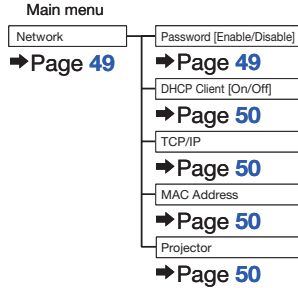 Main menu
Network
➡Page 49
Password [Enable/Disable]
➡Page 49
DHCP Client [On/Off]
➡Page 50
TCP/IP
➡Page 50
MAC Address
➡Page 50
Projector
➡Page 50